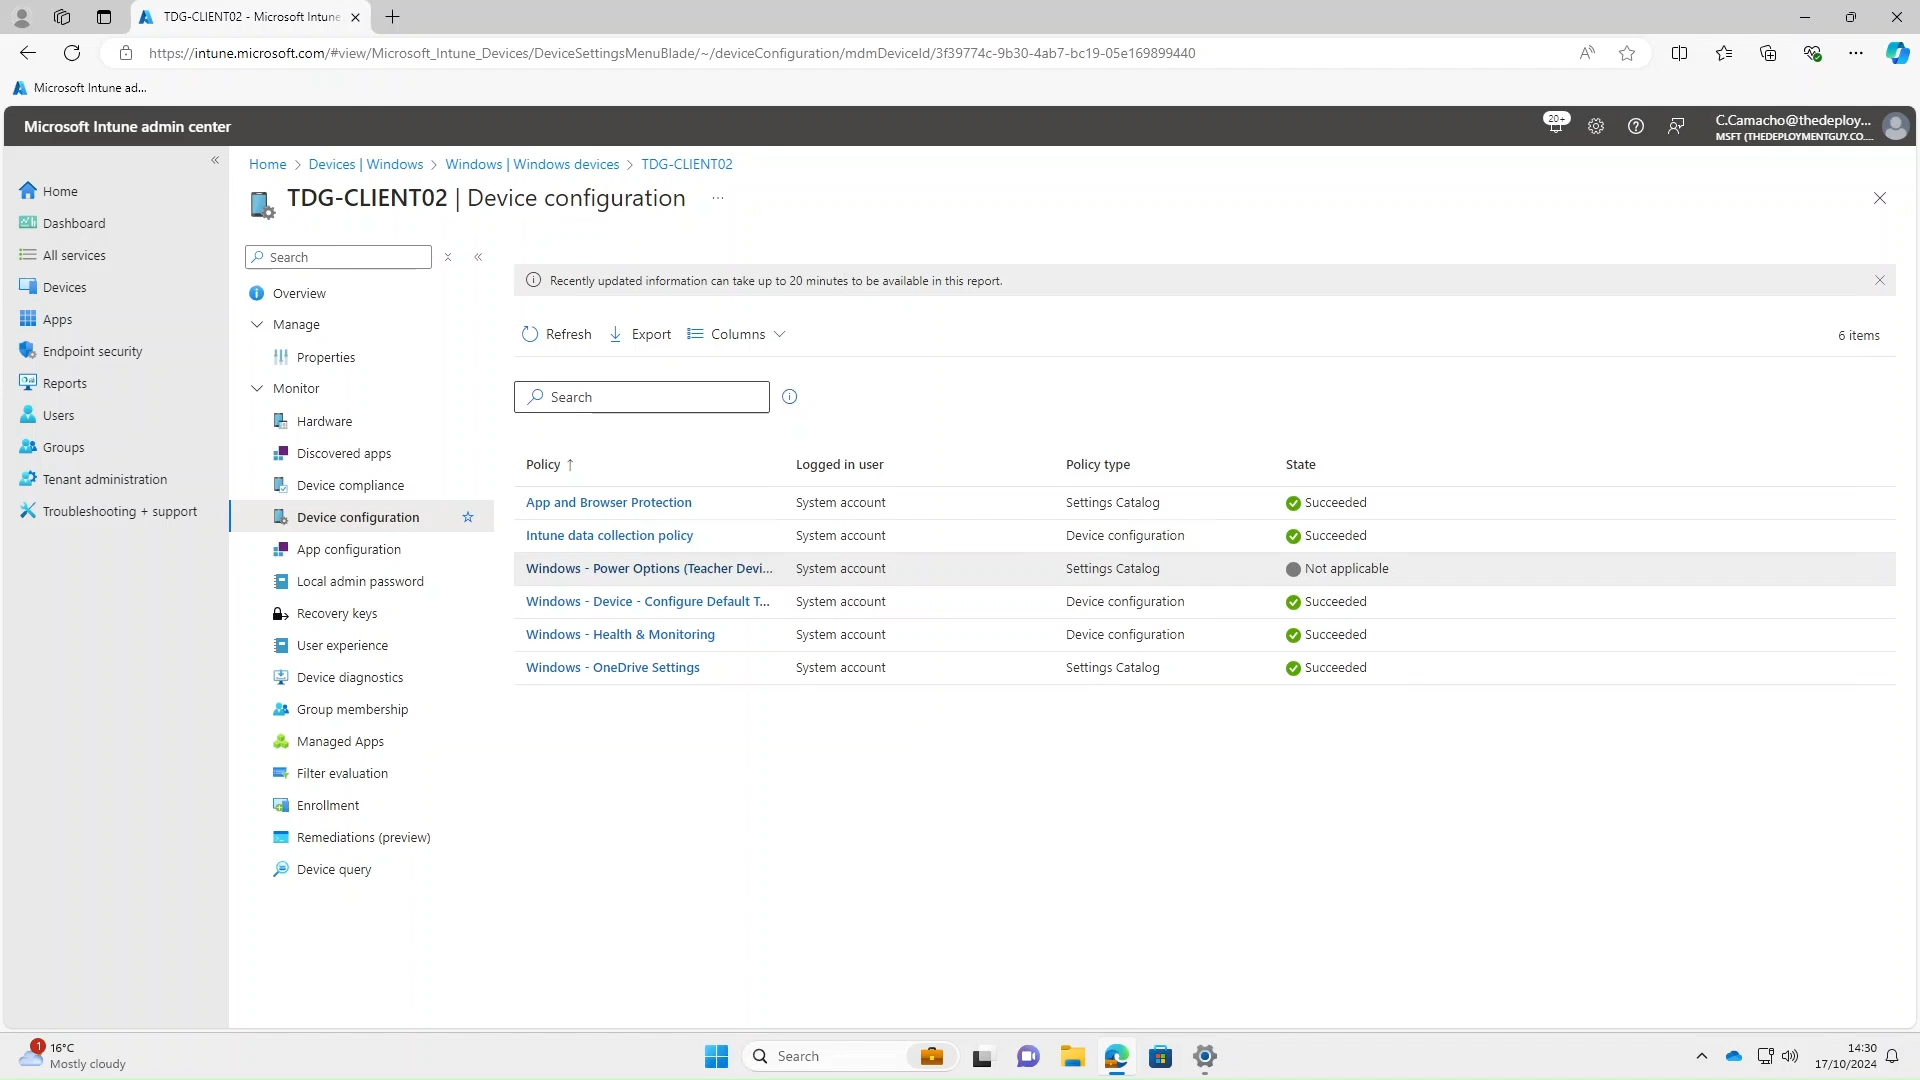 TDG-CLIENT02 - Microsoft Intune
https://intune.microsoft.com/#view/Microsoft_Intune_Devices/DeviceSettingsMenuBlade/~/deviceConfiguration/mdmDeviceId/3f39774c-9b30-4ab7-bc19-05e169899440
Microsoft Intune ad...
Microsoft Intune admin center
20+
C.Camacho@thedeploy...
MSFT (THEDEPLOYMENTGUY.CO....
Home > Devices | Windows > Windows | Windows devices > TDG-CLIENT02
TDG-CLIENT02 | Device configuration ...
Home
Dashboard
All services
Devices
Apps
Endpoint security
Reports
Users
Groups
Tenant administration
Troubleshooting + support
Search
Overview
Manage
Properties
Monitor
Hardware
Discovered apps
Device compliance
Device configuration
App configuration
Local admin password
Recovery keys
User experience
Device diagnostics
Group membership
Managed Apps
Filter evaluation
Enrollment
Remediations (preview)
Device query
Recently updated information can take up to 20 minutes to be available in this report.
Refresh Export Columns 6 items
Search
Policy ↑ Logged in user Policy type State
App and Browser Protection System account Settings Catalog Succeeded
Intune data collection policy System account Device configuration Succeeded
Windows - Power Options (Teacher Devi... System account Settings Catalog Not applicable
Windows - Device - Configure Default T... System account Device configuration Succeeded
Windows - Health & Monitoring System account Device configuration Succeeded
Windows - OneDrive Settings System account Settings Catalog Succeeded
1
16°C
Mostly cloudy
Search
14:30
17/10/2024